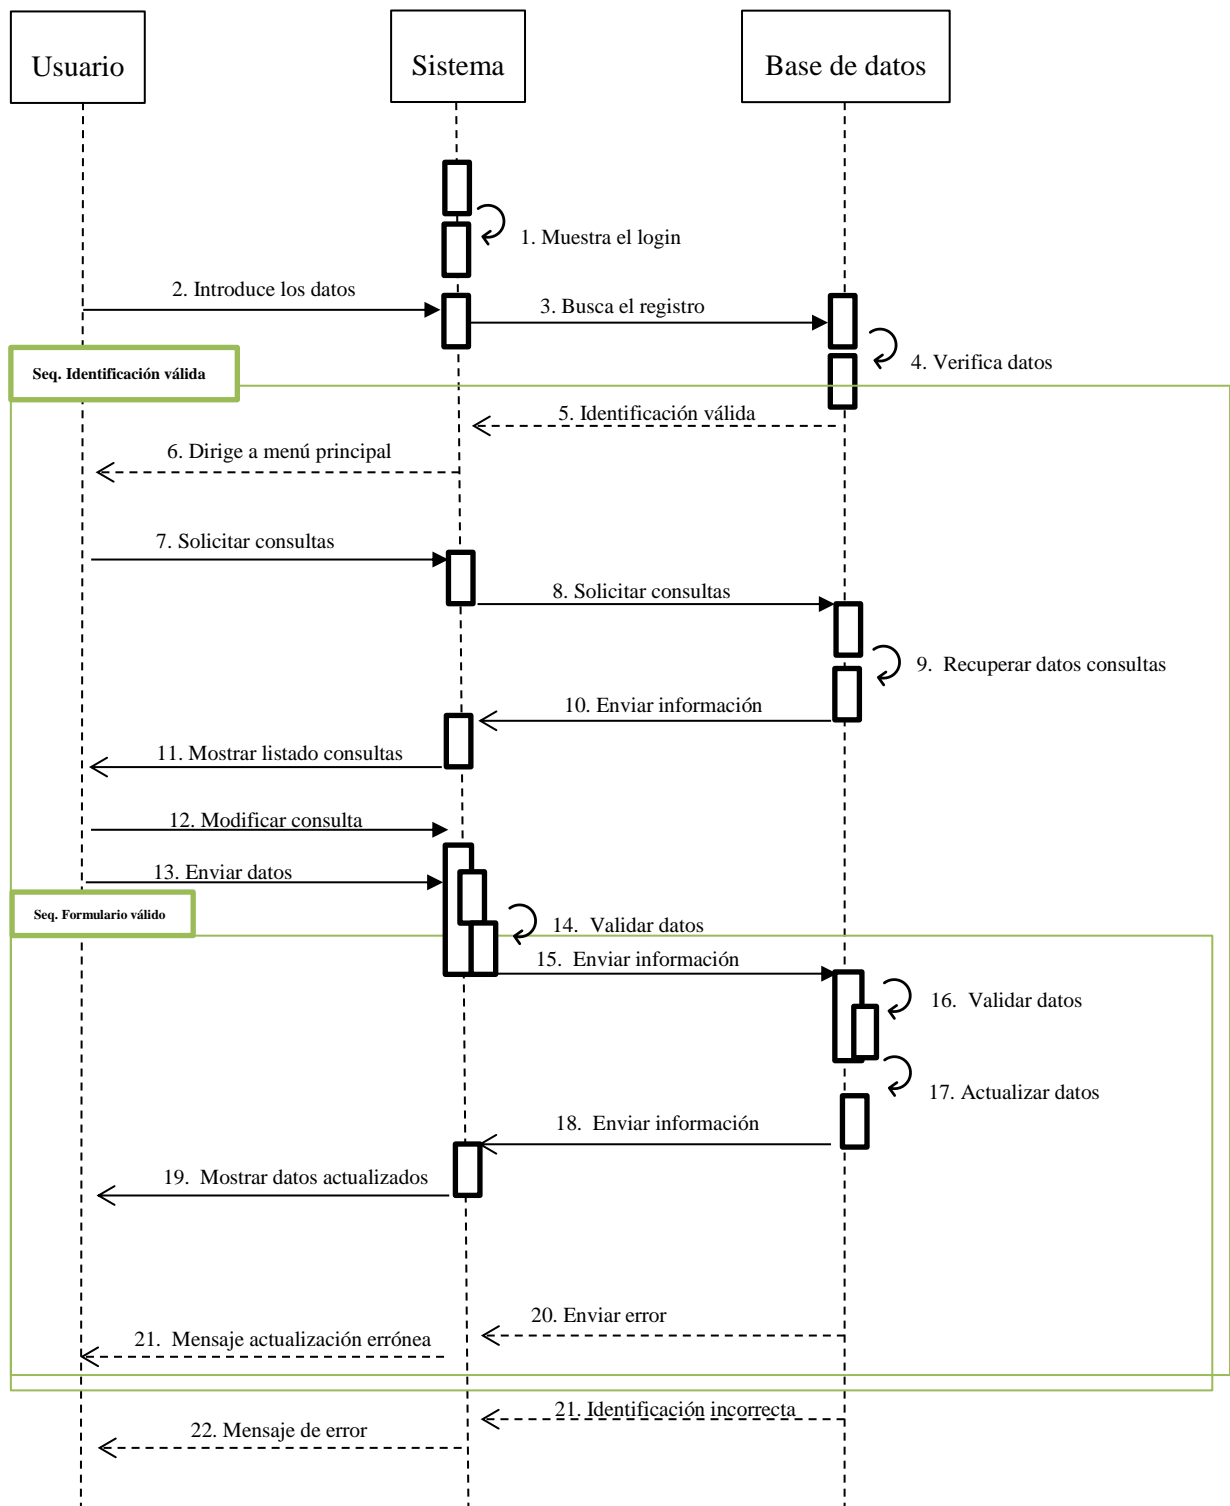 Usuario
Sistema
Base de datos
1. Muestra el login
2. Introduce los datos
3. Busca el registro
4. Verifica datos
Seq. Identificación válida
5. Identificación válida
6. Dirige a menú principal
7. Solicitar consultas
8. Solicitar consultas
9. Recuperar datos consultas
10. Enviar información
11. Mostrar listado consultas
12. Modificar consulta
13. Enviar datos
Seq. Formulario válido
14. Validar datos
15. Enviar información
16. Validar datos
17. Actualizar datos
18. Enviar información
19. Mostrar datos actualizados
20. Enviar error
21. Mensaje actualización errónea
21. Identificación incorrecta
22. Mensaje de error